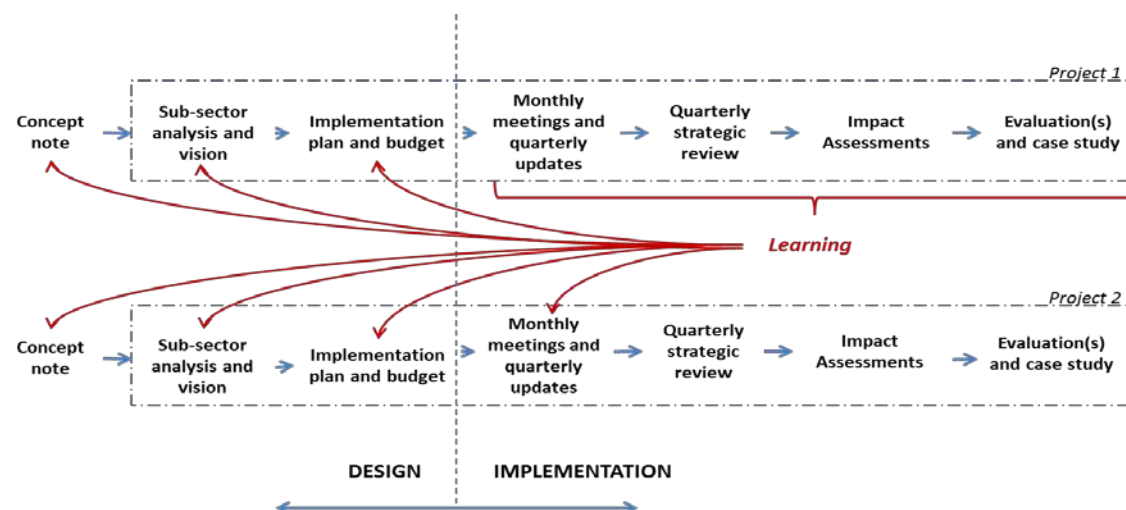 Project 1
Concept
note
Sub-sector
analysis and
vision
Implementation
plan and budget
Monthly
meetings and
quarterly
updates
Quarterly
strategic
review
Impact
Assessments
Evaluation(s)
and case study
Learning
Project 2
Concept
note
Sub-sector
analysis and
vision
Implementation
plan and budget
Monthly
meetings and
quarterly
updates
Quarterly
strategic
review
Impact
Assessments
Evaluation(s)
and case study
DESIGN
IMPLEMENTATION